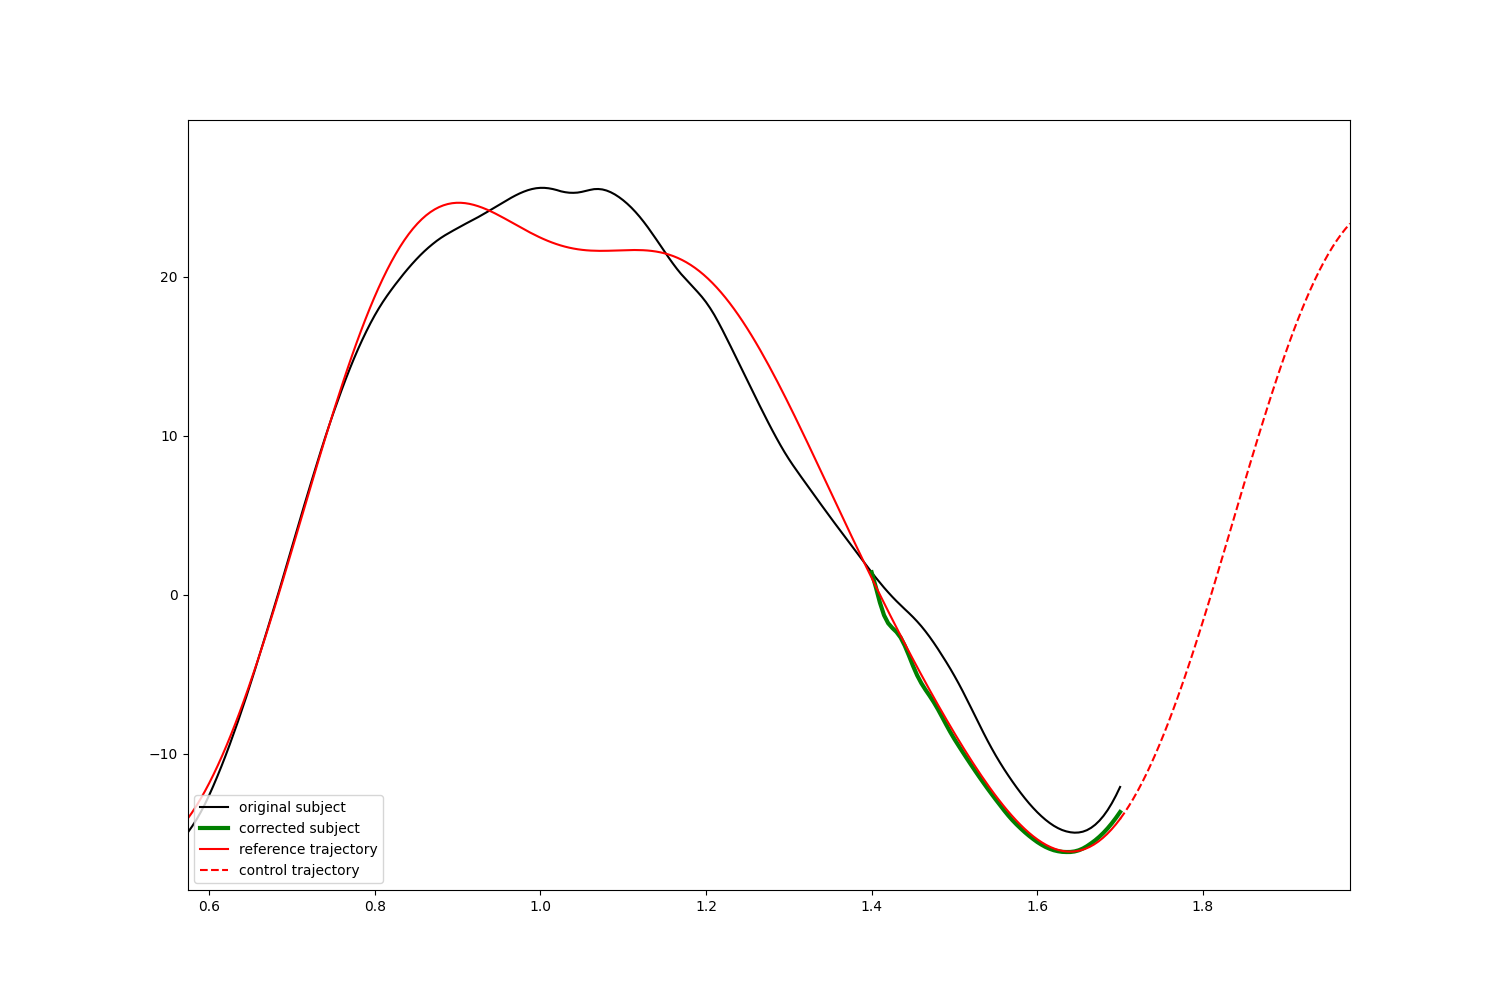 20
10
0
−10
original subject
corrected subject
reference trajectory
control trajectory
0.6 0.8 1.0 1.2 1.4 1.6 1.8